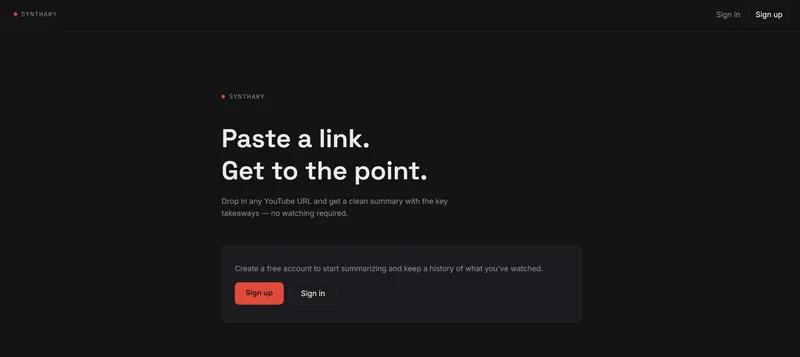 SYNTHARY
Sign in
Sign up
SYNTHARY
Paste a link.
Get to the point.
Drop in any YouTube URL and get a clean summary with the key
takeaways — no watching required.
Create a free account to start summarizing and keep a history of what you've watched.
Sign up
Sign in